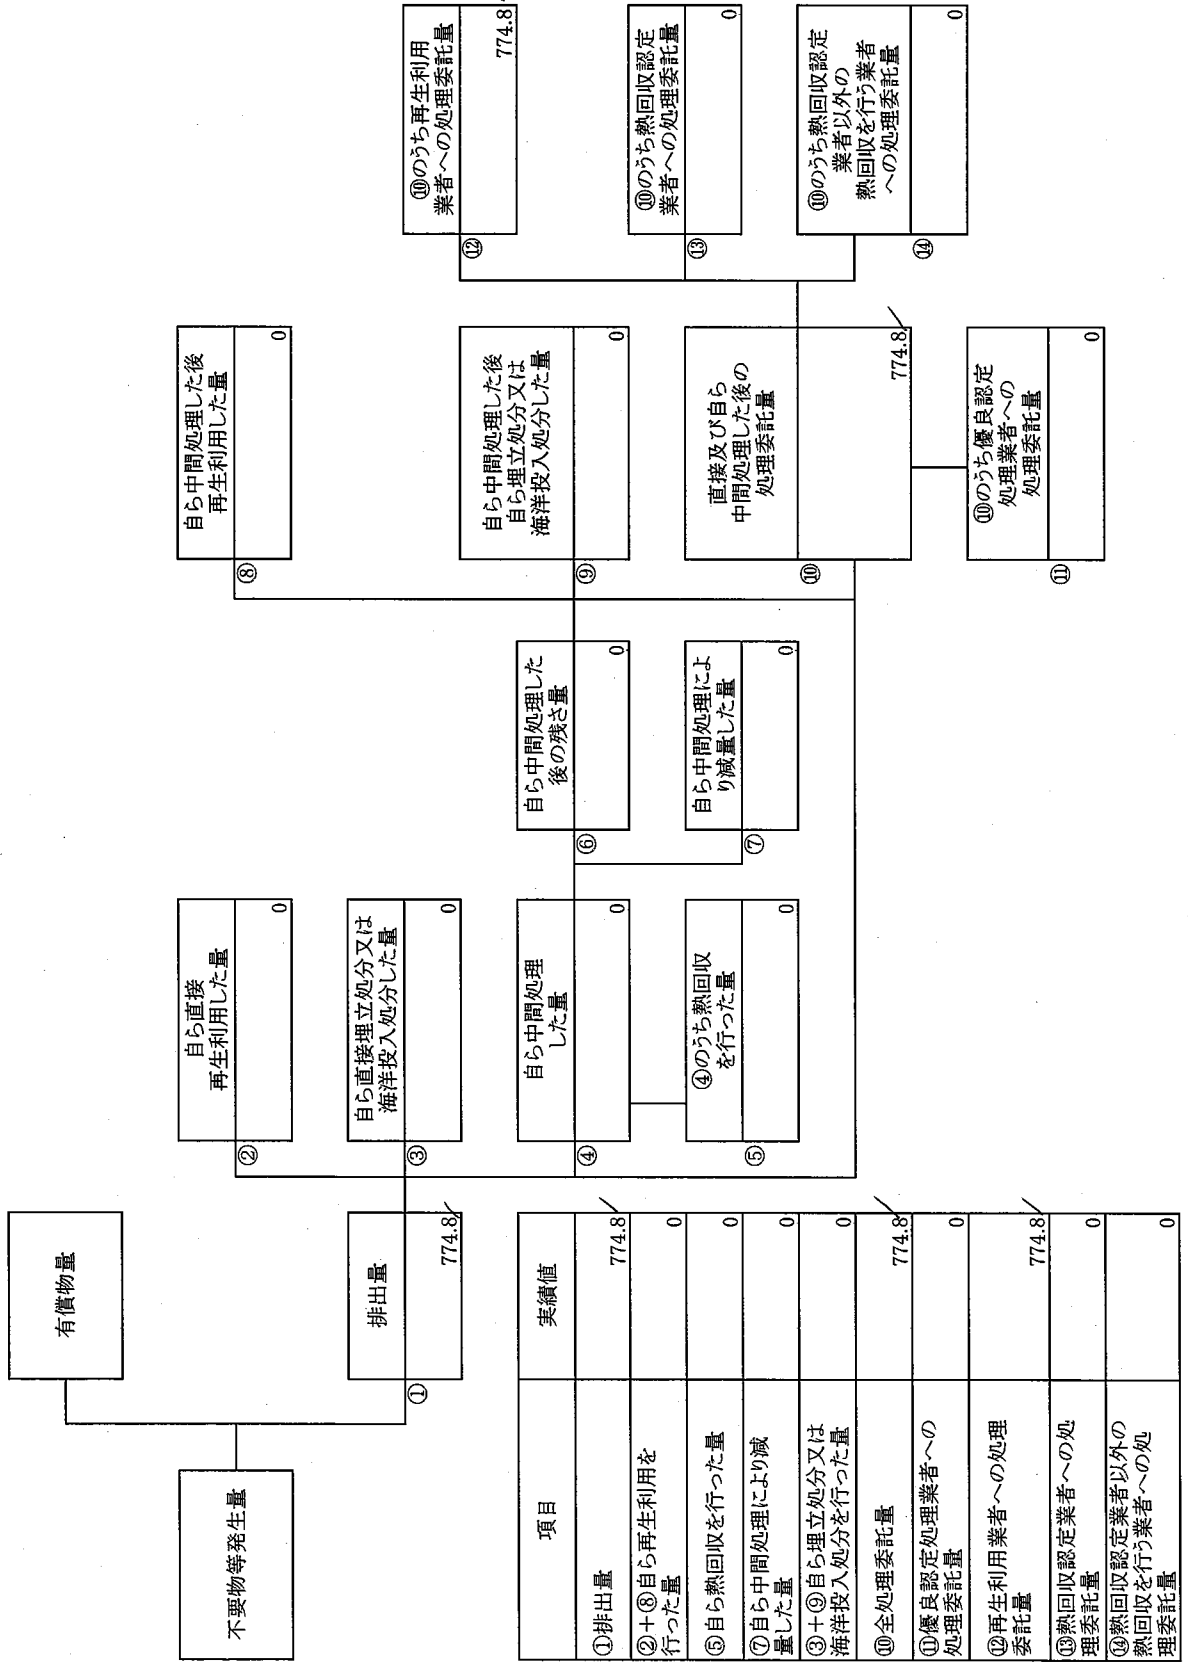 不要物等発生量
有償物量
①
排出量
774.8
②
自ら直接
再生利用した量
0
③
自ら直接埋立処分又は
海洋投入処分した量
0
④
自ら中間処理
した量
0
⑤
④のうち熱回収
を行った量
0
⑥
自ら中間処理した
後の残さ量
0
⑦
自ら中間処理によ
り減量した量
0
⑧
自ら中間処理した後
再生利用した量
0
⑨
自ら中間処理した後
自ら埋立処分又は
海洋投入処分した量
0
⑩
直接及び自ら
中間処理した後の
処理委託量
774.8
⑪
⑩のうち優良認定
処理業者への
処理委託量
0
⑫
⑩のうち再生利用
業者への処理委託量
774.8
⑬
⑩のうち熱回収認定
業者への処理委託量
0
⑭
⑩のうち熱回収認定
業者以外の
熱回収を行う業者
への処理委託量
0
項目 実績値
①排出量 774.8
②+⑧自ら再生利用を
行った量 0
⑤自ら熱回収を行った量 0
⑦自ら中間処理により減
量した量 0
③+⑨自ら埋立処分又は
海洋投入処分を行った量 0
⑩全処理委託量 774.8
⑪優良認定処理業者への
処理委託量 0
⑫再生利用業者への処理
委託量 774.8
⑬熱回収認定業者への処
理委託量 0
⑭熱回収認定業者以外の
熱回収を行う業者への処
理委託量 0